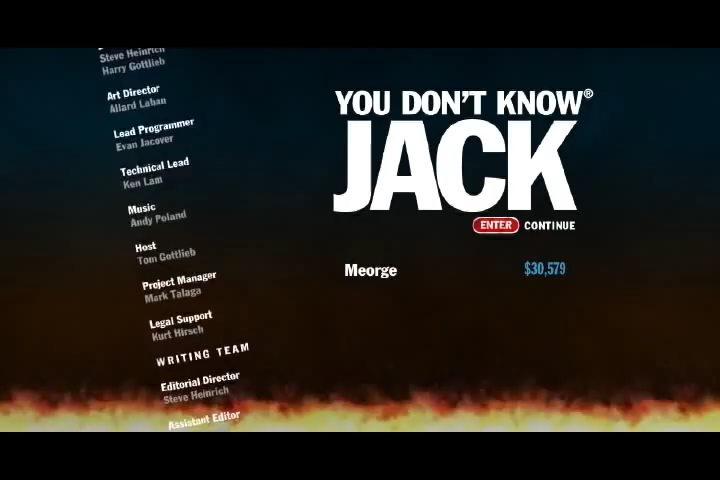 Steve Heinrich
Harry Gottlieb
Art Director
Allard Laban
Lead Programmer
Evan Jacover
Technical Lead
Ken Lam
Music
Andy Poland
Host
Tom Gottlieb
Project Manager
Mark Talaga
Legal Support
Kurt Hirsch
WRITING TEAM
Editorial Director
Steve Heinrich
Assistant Editor
YOU DON'T KNOW®
JACK
ENTER CONTINUE
Meorge $30,579